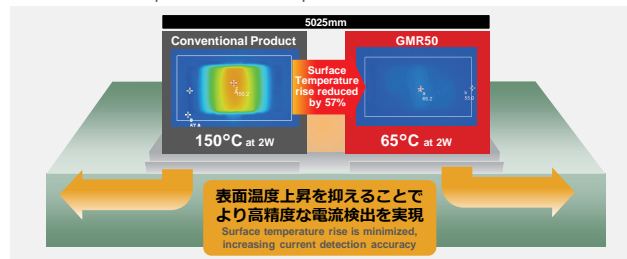 5025mm
Conventional Product
GMR50
Surface
Temperature
rise reduced
by 57%
150°C at 2W
65°C at 2W
表面温度上昇を抑えることで
より高精度な電流検出を実現
Surface temperature rise is minimized,
increasing current detection accuracy